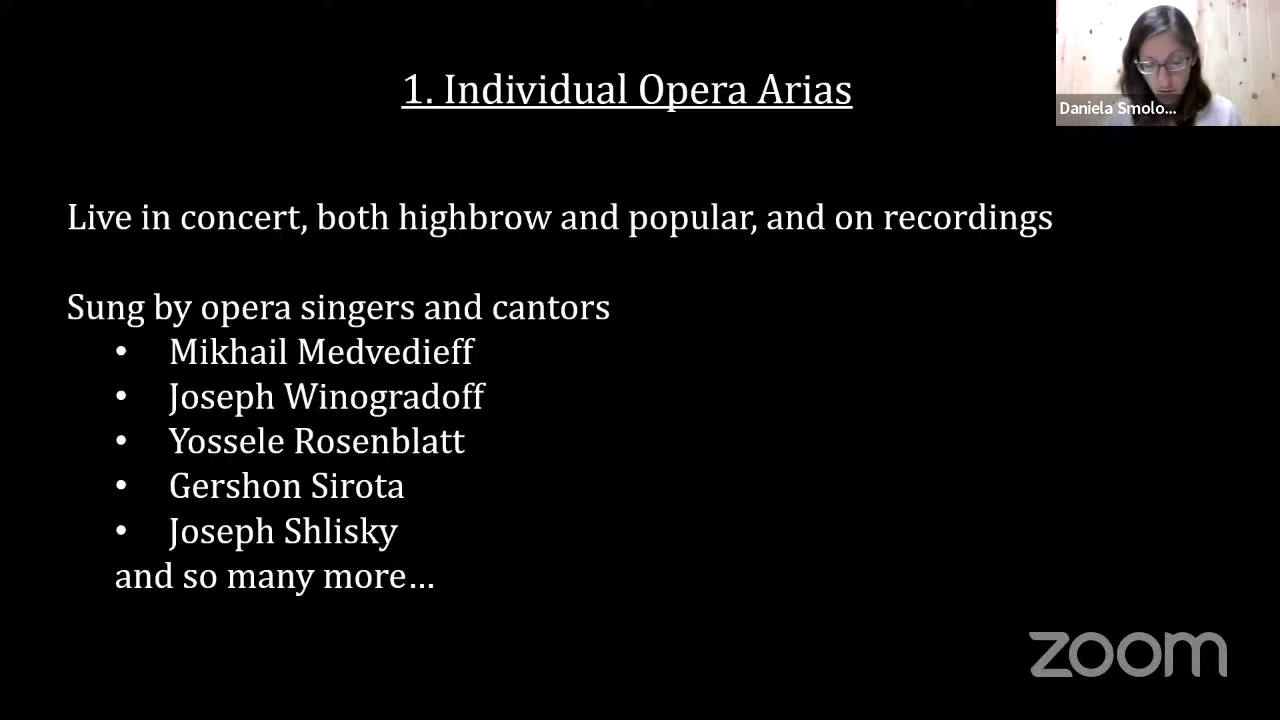 1. Individual Opera Arias
Daniela Smolo...
Live in concert, both highbrow and popular, and on recordings
Sung by opera singers and cantors
• Mikhail Medvedieff
• Joseph Winogradoff
• Yossele Rosenblatt
• Gershon Sirota
• Joseph Shlisky
and so many more…
zoom